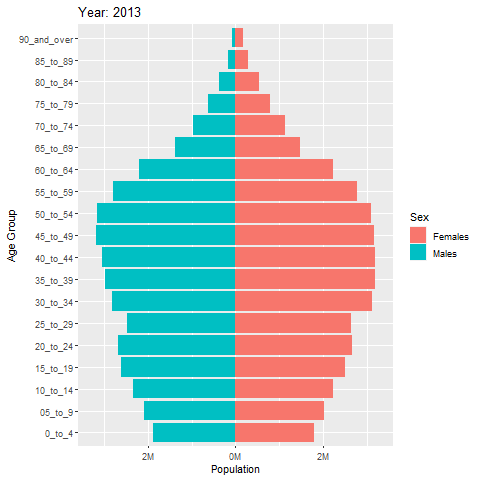 Year: 2013
90_and_over
85_to_89
80_to_84
75_to_79
70_to_74
65_to_69
60_to_64
55_to_59
50_to_54
45_to_49
40_to_44
35_to_39
30_to_34
25_to_29
20_to_24
15_to_19
10_to_14
05_to_9
0_to_4
Age Group
2M 0M 2M
Population
Sex
Females
Males